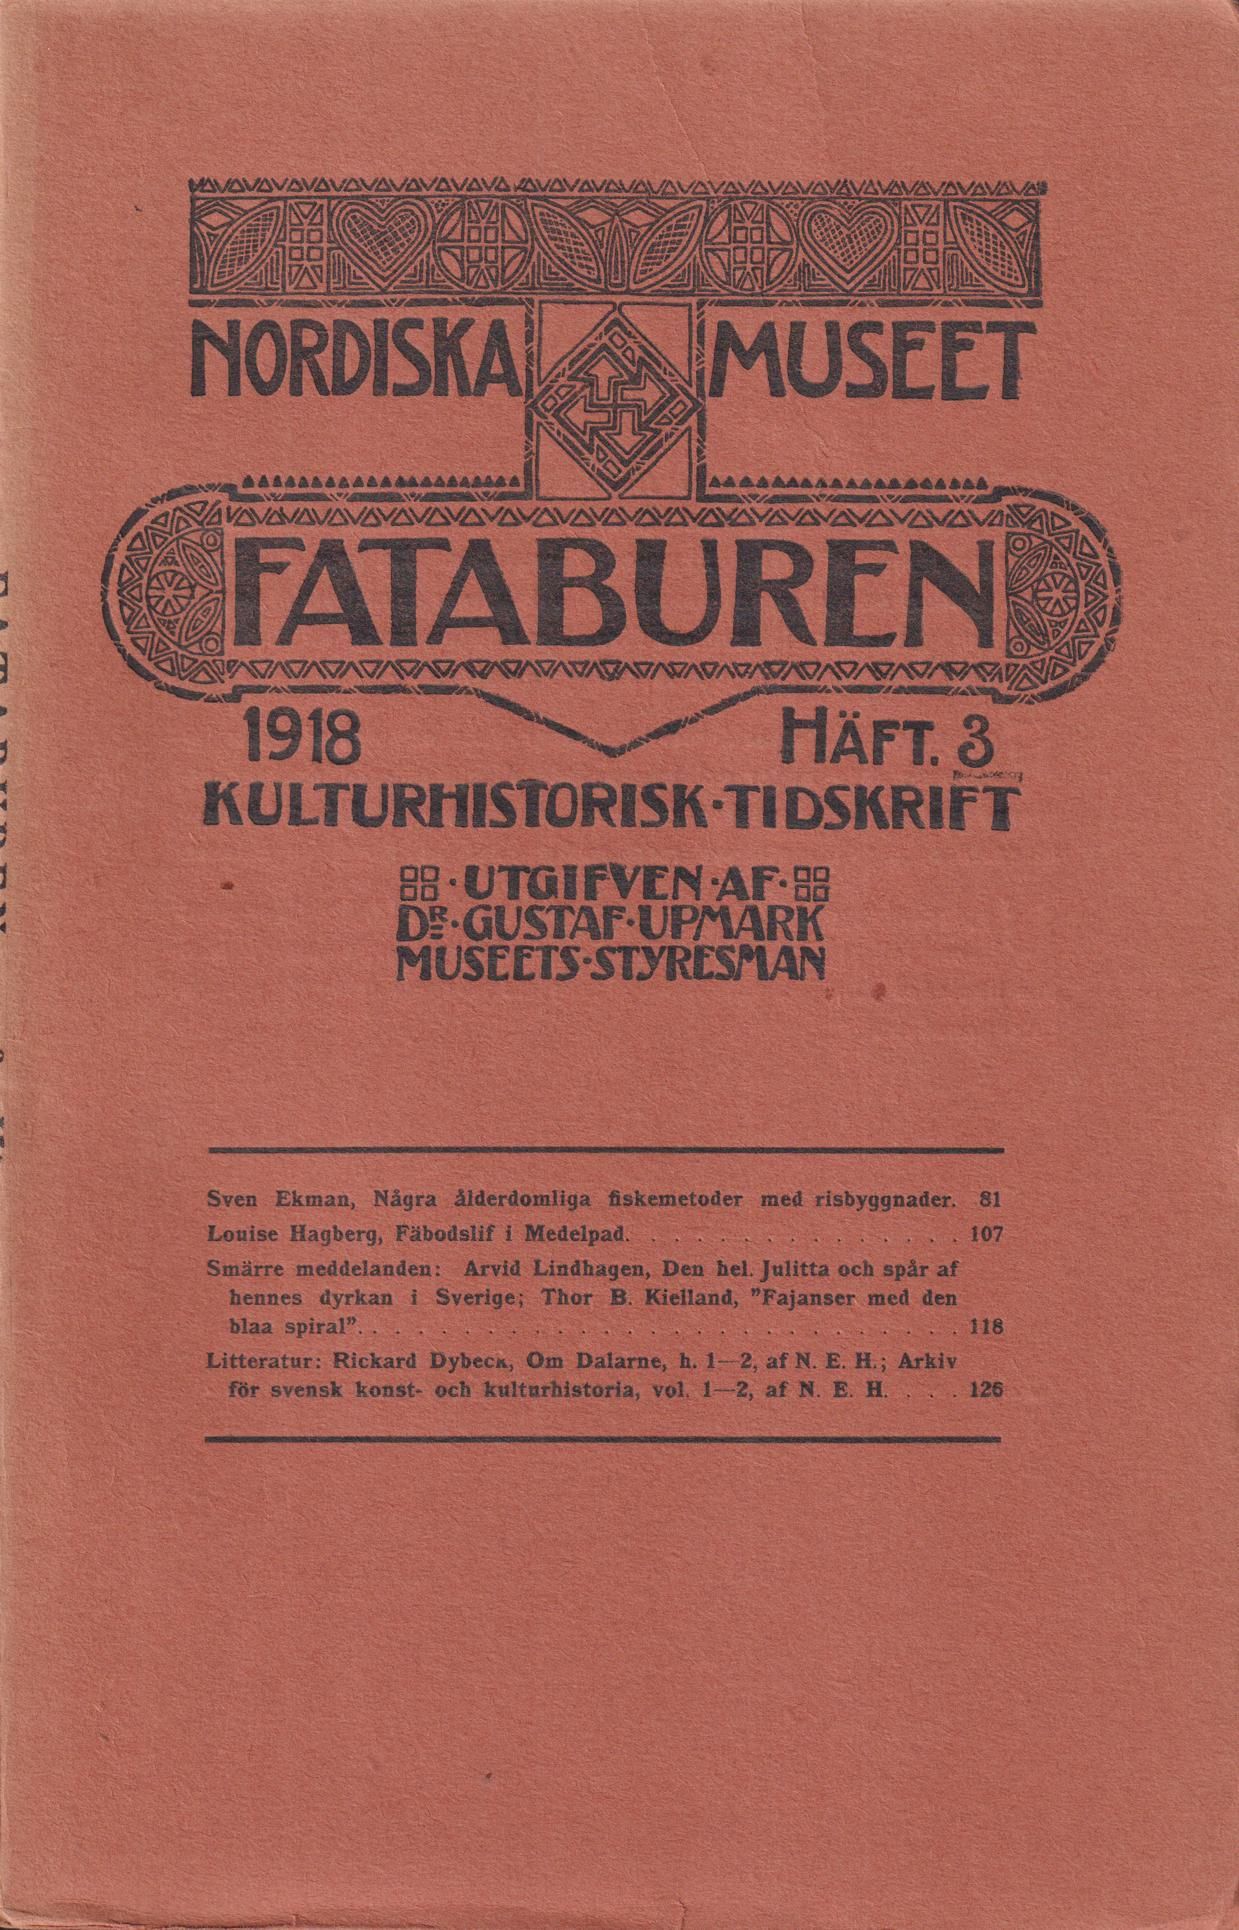 NORDISKA MUSEET
FATABUREN
1918 HÄFT. 3
KULTURHISTORISK·TIDSKRIFT
·UTGIFVEN·AF·
DR·GUSTAF·UPMARK
MUSEETS·STYRESMAN
Sven Ekman, Några ålderdomliga fiskemetoder med risbyggnader. 81
Louise Hagberg, Fäbodslif i Medelpad. . . . . . . . . . . . . . . 107
Smärre meddelanden: Arvid Lindhagen, Den hel. Julitta och spår af
hennes dyrkan i Sverige; Thor B. Kielland, "Fajanser med den
blaa spiral". . . . . . . . . . . . . . . . . . . . . . . . . . . 118
Litteratur: Rickard Dybeck, Om Dalarne, h. 1—2, af N. E. H.; Arkiv
för svensk konst- och kulturhistoria, vol. 1—2, af N. E. H. . . . 126